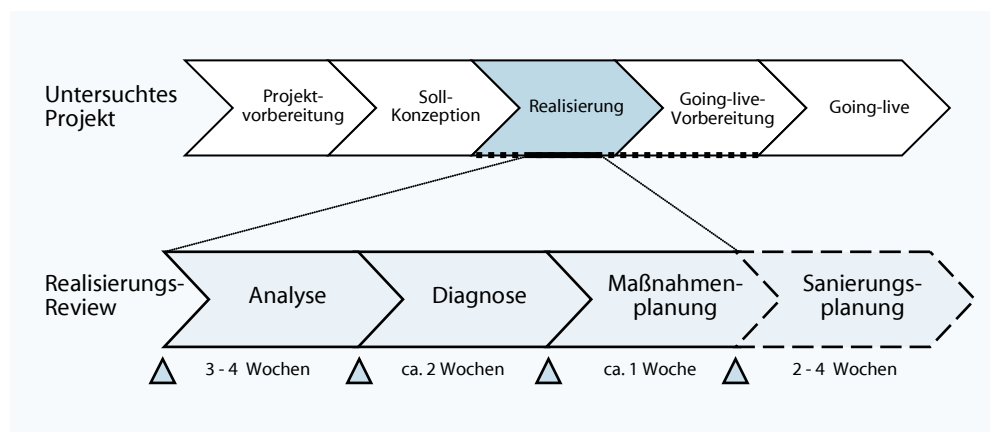 Untersuchtes
Projekt
Projekt-
vorbereitung
Soll-
Konzeption
Realisierung
Going-live-
Vorbereitung
Going-live
Realisierungs-
Review
Analyse
Diagnose
Maßnahmen-
planung
Sanierungs-
planung
3 - 4 Wochen
ca. 2 Wochen
ca. 1 Woche
2 - 4 Wochen